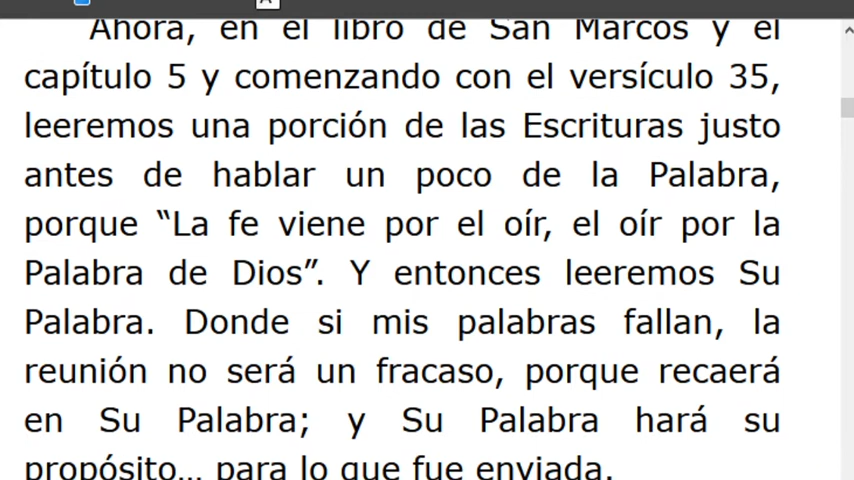 Ahora, en el libro de San Marcos y el
capítulo 5 y comenzando con el versículo 35,
leeremos una porción de las Escrituras justo
antes de hablar un poco de la Palabra,
porque “La fe viene por el oír, el oír por la
Palabra de Dios”. Y entonces leeremos Su
Palabra. Donde si mis palabras fallan, la
reunión no será un fracaso, porque recaerá
en Su Palabra; y Su Palabra hará su
propósito… para lo que fue enviada.